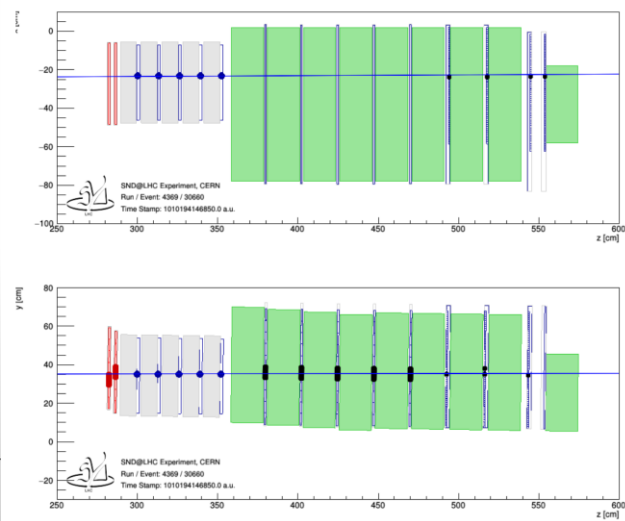 0
−20
−40
−60
−80
−100
SND@LHC Experiment, CERN
Run / Event: 4369 / 30660
Time Stamp: 1010194146850.0 a.u.
LHC
250 300 350 400 450 500 550 600
z [cm]
y [cm]
80
60
40
20
0
−20
SND@LHC Experiment, CERN
Run / Event: 4369 / 30660
Time Stamp: 1010194146850.0 a.u.
LHC
250 300 350 400 450 500 550 600
z [cm]